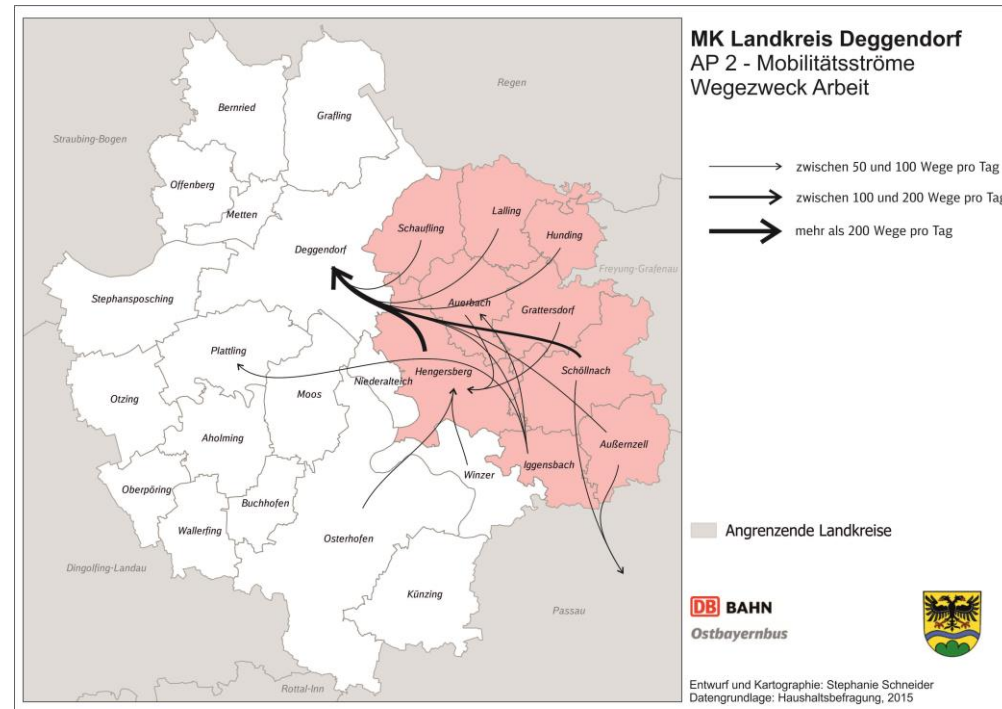 MK Landkreis Deggendorf
AP 2 - Mobilitätsströme
Wegezweck Arbeit
zwischen 50 und 100 Wege pro Tag
zwischen 100 und 200 Wege pro Tag
mehr als 200 Wege pro Tag
Regen
Bernried
Grafling
Straubing-Bogen
Offenberg
Metten
Lalling
Schaufling
Hunding
Deggendorf
Freyung-Grafenau
Stephansposching
Auerbach
Grattersdorf
Plattling
Hengersberg
Schöllnach
Niederalteich
Moos
Otzing
Aholming
Außernzell
Iggensbach
Winzer
Oberpöring
Buchhofen
Wallerfing
Osterhofen
Dingolfing-Landau
Künzing
Passau
Rottal-Inn
Angrenzende Landkreise
DB BAHN
Ostbayernbus
Entwurf und Kartographie: Stephanie Schneider
Datengrundlage: Haushaltsbefragung, 2015